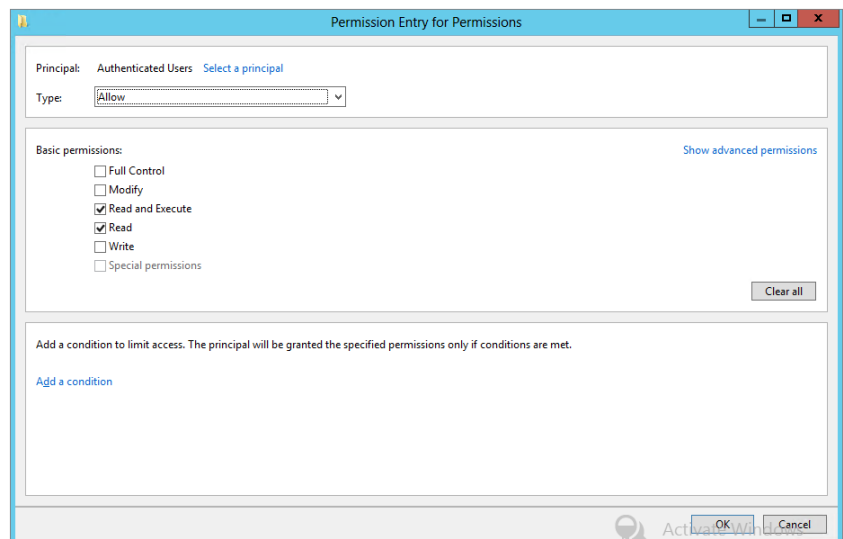 Permission Entry for Permissions
Principal: Authenticated Users Select a principal
Type: Allow
Basic permissions: Show advanced permissions
Full Control
Modify
Read and Execute
Read
Write
Special permissions
Clear all
Add a condition to limit access. The principal will be granted the specified permissions only if conditions are met.
Add a condition
Activate Windows
OK Cancel